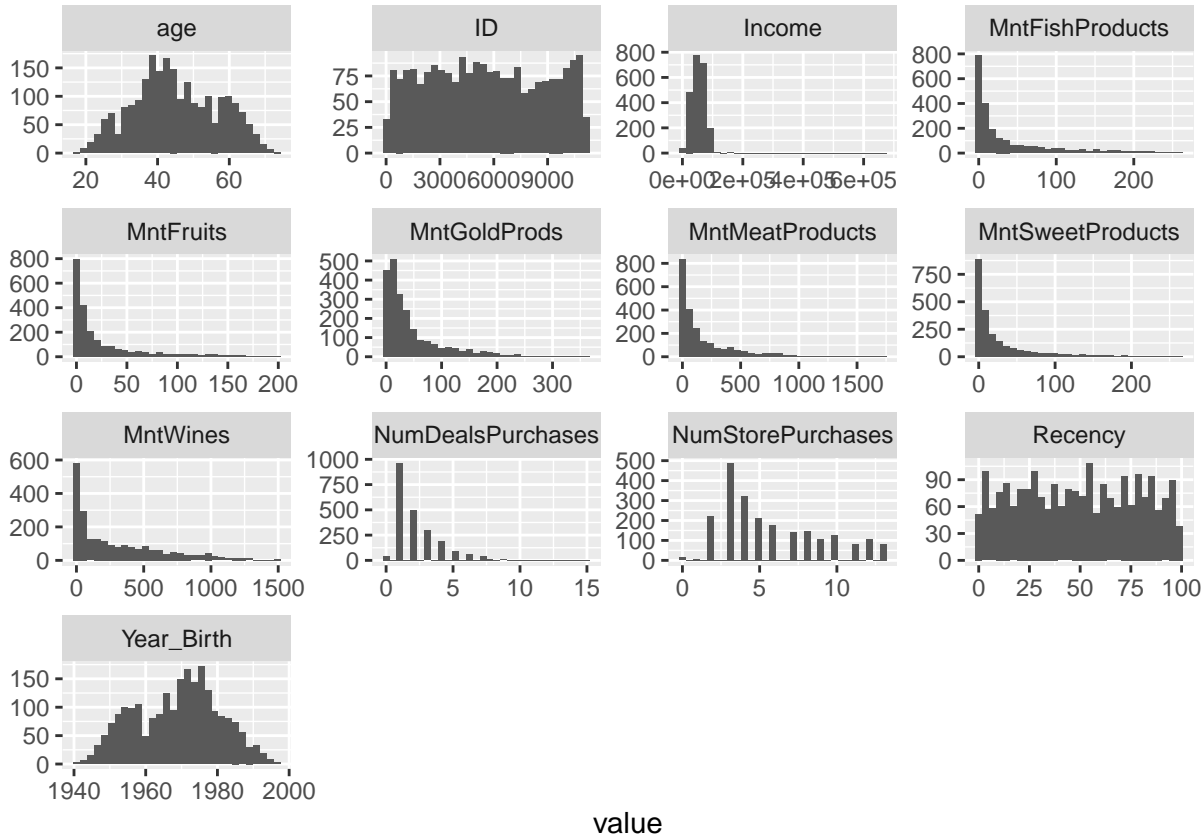 age ID Income MntFishProducts
150 100 50 0
75 50 25 0
800 600 400 200 0
800 600 400 200 0
20 40 60
0 3000 6000 9000
0e+00 2e+05 4e+05 6e+05
0 100 200
MntFruits MntGoldProds MntMeatProducts MntSweetProducts
800 600 400 200 0
500 400 300 200 100 0
800 600 400 200 0
750 500 250 0
0 50 100 150 200
0 100 200 300
0 500 1000 1500
0 100 200
MntWines NumDealsPurchases NumStorePurchases Recency
600 400 200 0
1000 750 500 250 0
500 400 300 200 100 0
90 60 30 0
0 500 1000 1500
0 5 10 15
0 5 10
0 25 50 75 100
Year_Birth
150 100 50 0
1940 1960 1980 2000
value